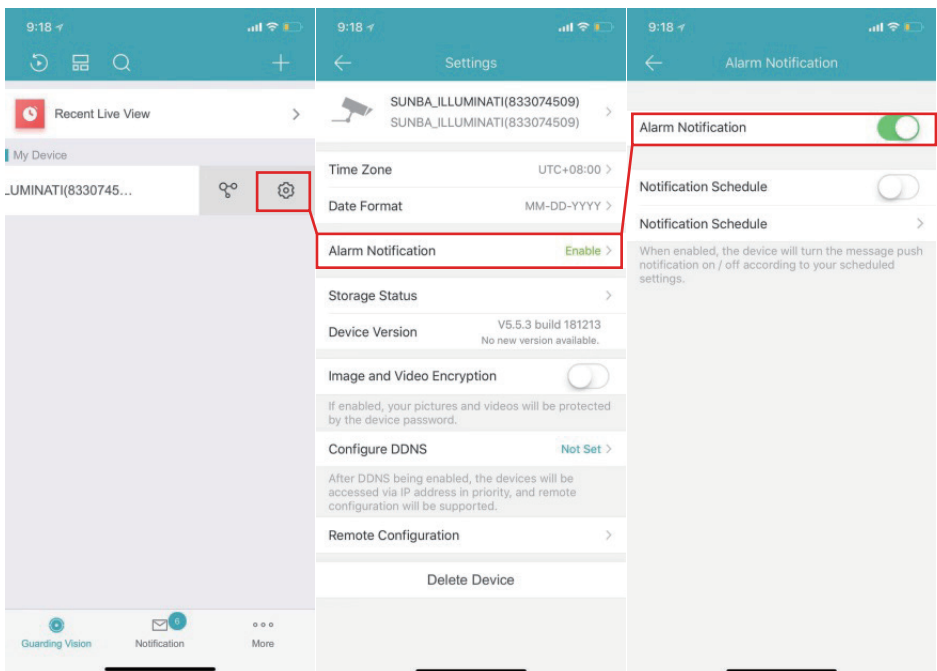 9:18
Recent Live View
My Device
LUMINATI(8330745...
6
Guarding Vision
Notification
More
9:18
Settings
SUNBA_ILLUMINATI(833074509)
SUNBA_ILLUMINATI(833074509)
Time Zone UTC+08:00
Date Format MM-DD-YYYY
Alarm Notification Enable
Storage Status
Device Version V5.5.3 build 181213
No new version available.
Image and Video Encryption
If enabled, your pictures and videos will be protected
by the device password.
Configure DDNS Not Set
After DDNS being enabled, the devices will be
accessed via IP address in priority, and remote
configuration will be supported.
Remote Configuration
Delete Device
9:18
Alarm Notification
Alarm Notification
Notification Schedule
Notification Schedule
When enabled, the device will turn the message push
notification on / off according to your scheduled
settings.